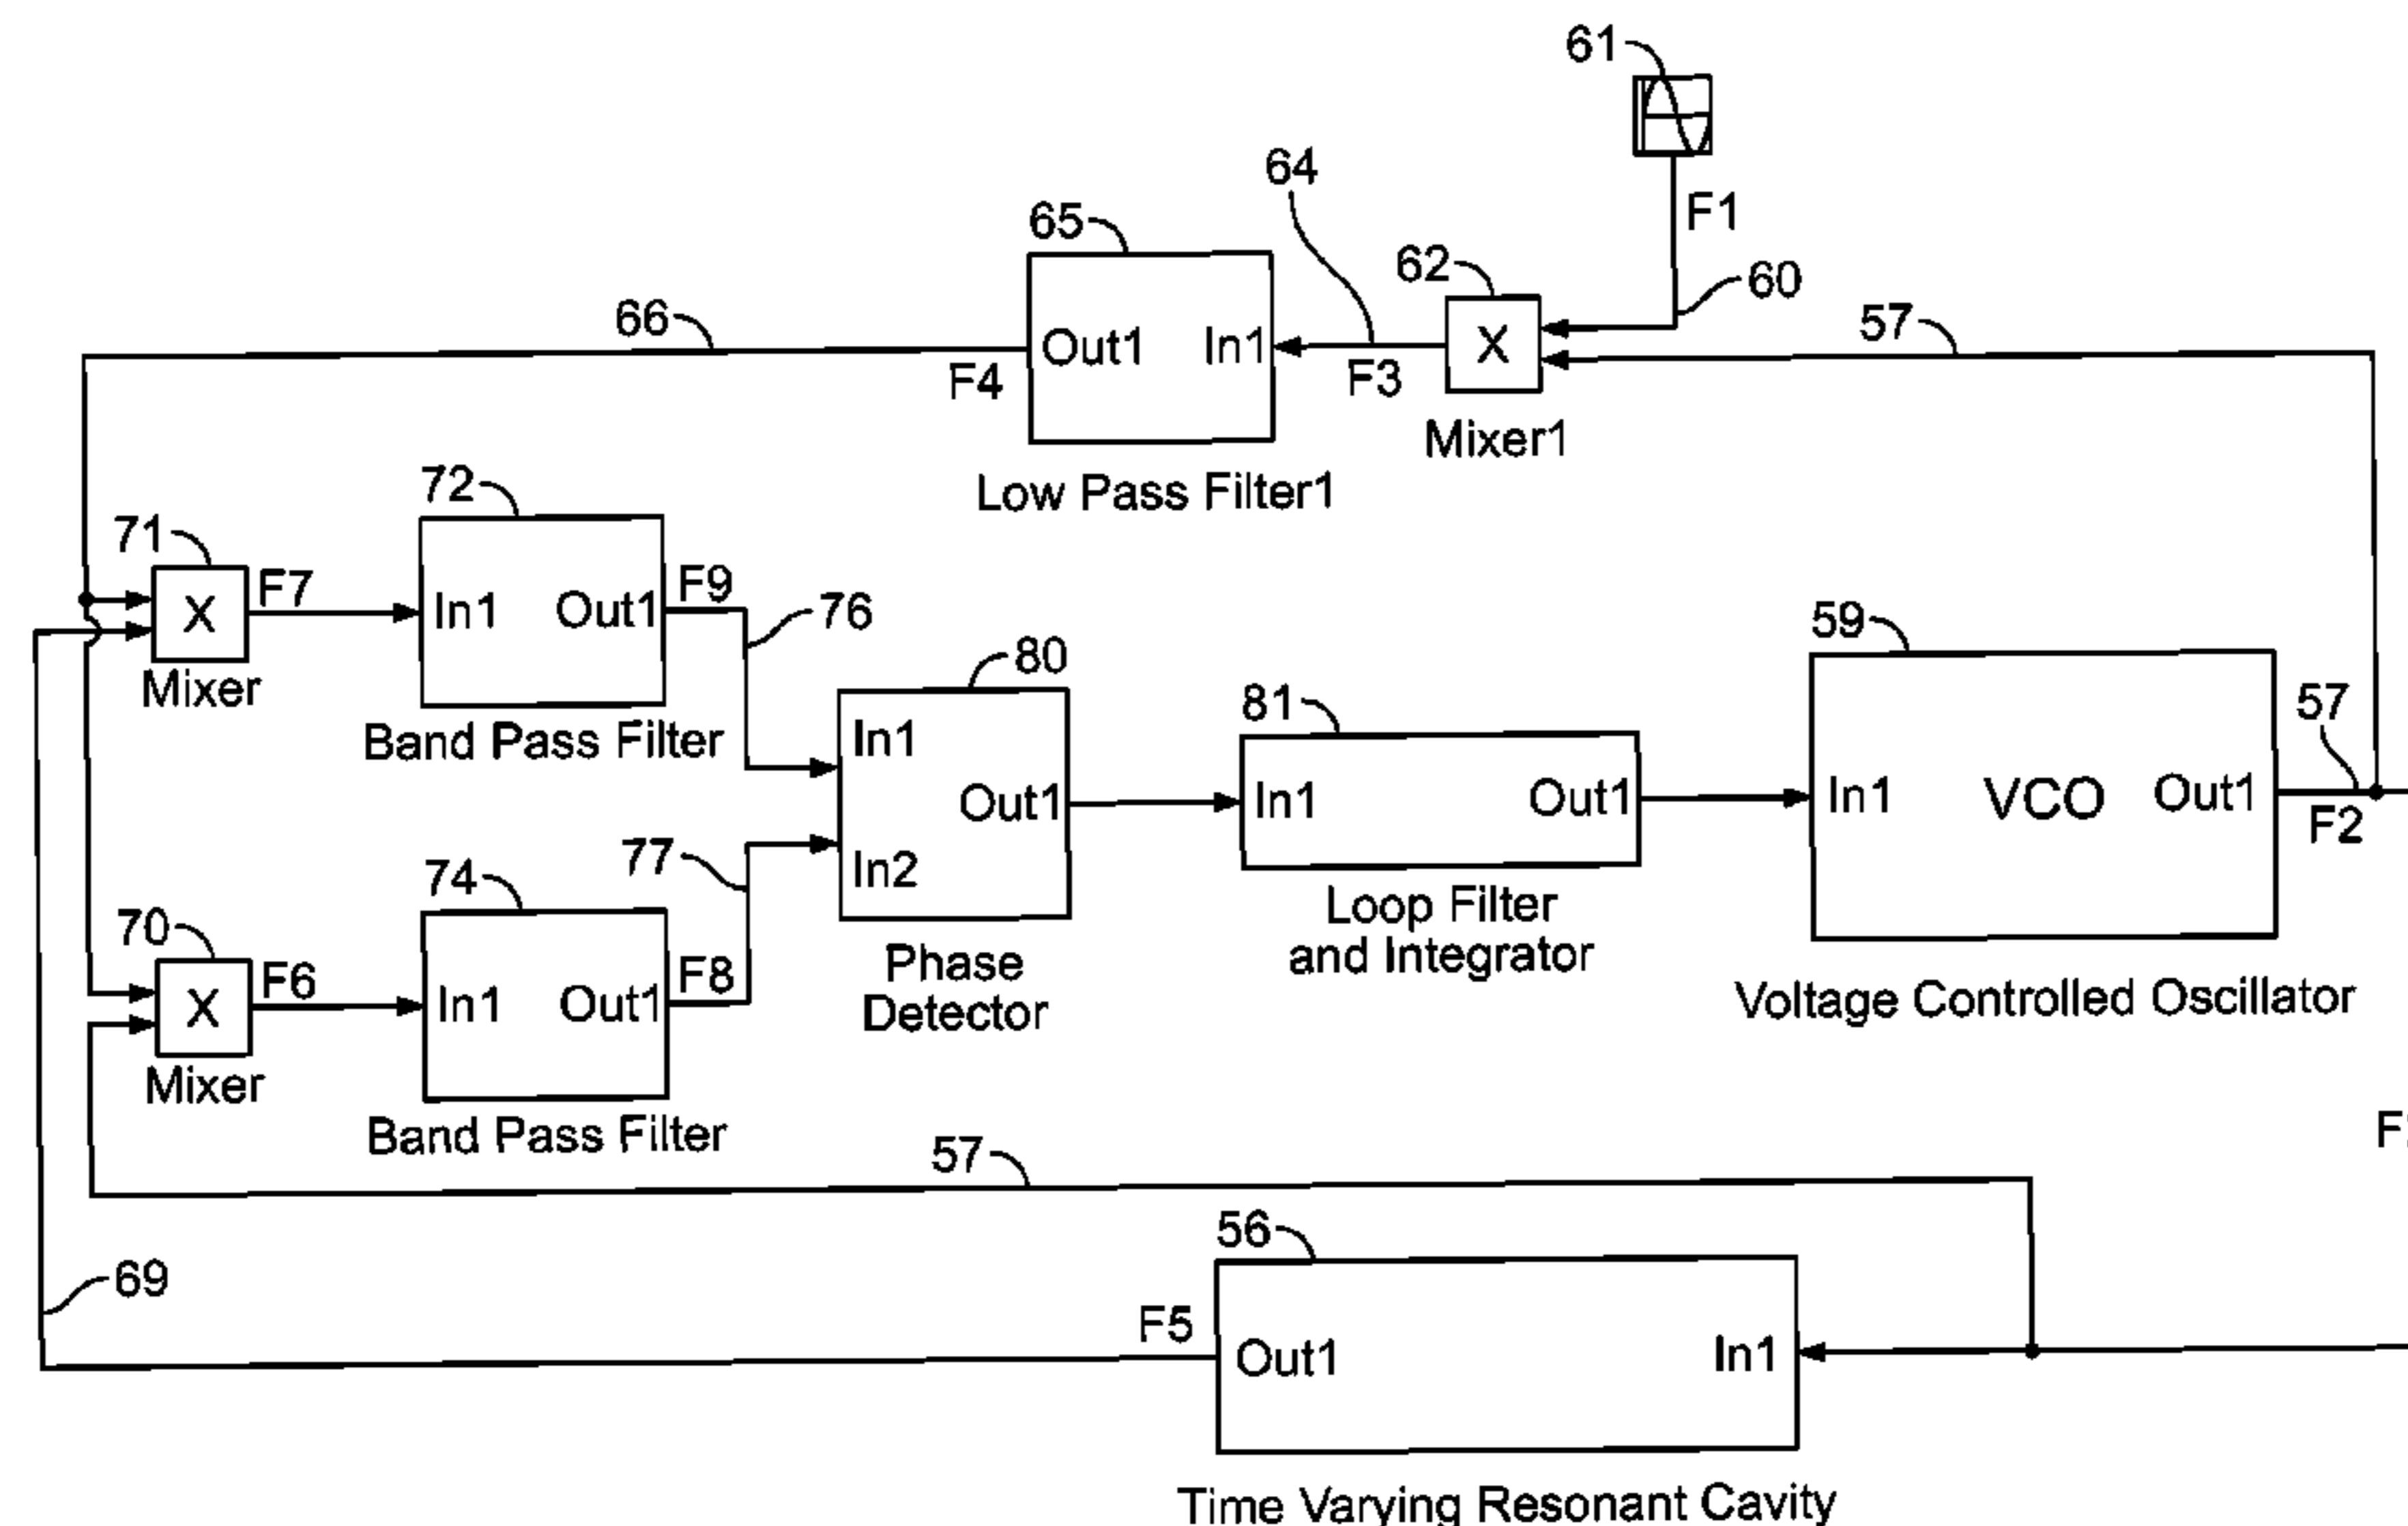 61
F1
60
64
65
62
57
66
Out1 In1
X
F4
F3
Mixer1
Low Pass Filter1
72
71
F7
X
In1 Out1
F9
76
Mixer
Band Pass Filter
80
In1
Out1
In2
Phase
Detector
81
In1 Out1
Loop Filter
and Integrator
59
In1 VCO Out1
57
F2
Voltage Controlled Oscillator
77
74
70
F6
X
In1 Out1
F8
Mixer
Band Pass Filter
57
56
69
F5
Out1 In1
Time Varying Resonant Cavity